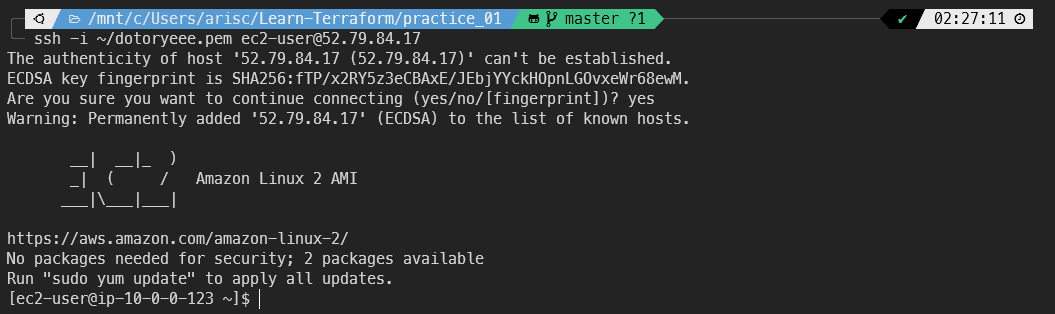 /mnt/c/Users/arisc/Learn-Terraform/practice_01 master ?1 ✔ 02:27:11
ssh -i ~/dotoryeee.pem ec2-user@52.79.84.17
The authenticity of host '52.79.84.17 (52.79.84.17)' can't be established.
ECDSA key fingerprint is SHA256:fTP/x2RY5z3eCBAxE/JEbjYYckHOpnLGOvxeWr68ewM.
Are you sure you want to continue connecting (yes/no/[fingerprint])? yes
Warning: Permanently added '52.79.84.17' (ECDSA) to the list of known hosts.
       __|  __|_  )
       _|  (     /   Amazon Linux 2 AMI
      ___|\___|___|
https://aws.amazon.com/amazon-linux-2/
No packages needed for security; 2 packages available
Run "sudo yum update" to apply all updates.
[ec2-user@ip-10-0-0-123 ~]$